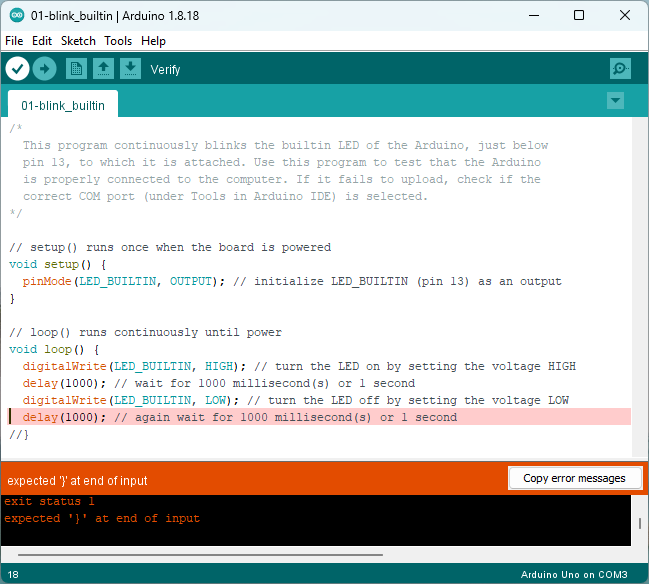 01-blink_builtin | Arduino 1.8.18
File Edit Sketch Tools Help
Verify
01-blink_builtin
/*
  This program continuously blinks the builtin LED of the Arduino, just below
  pin 13, to which it is attached. Use this program to test that the Arduino
  is properly connected to the computer. If it fails to upload, check if the
  correct COM port (under Tools in Arduino IDE) is selected.
*/
// setup() runs once when the board is powered
void setup() {
  pinMode(LED_BUILTIN, OUTPUT); // initialize LED_BUILTIN (pin 13) as an output
}
// loop() runs continuously until power
void loop() {
  digitalWrite(LED_BUILTIN, HIGH); // turn the LED on by setting the voltage HIGH
  delay(1000); // wait for 1000 millisecond(s) or 1 second
  digitalWrite(LED_BUILTIN, LOW); // turn the LED off by setting the voltage LOW
  delay(1000); // again wait for 1000 millisecond(s) or 1 second
//}
expected '}' at end of input
Copy error messages
exit status 1
expected '}' at end of input
18
Arduino Uno on COM3